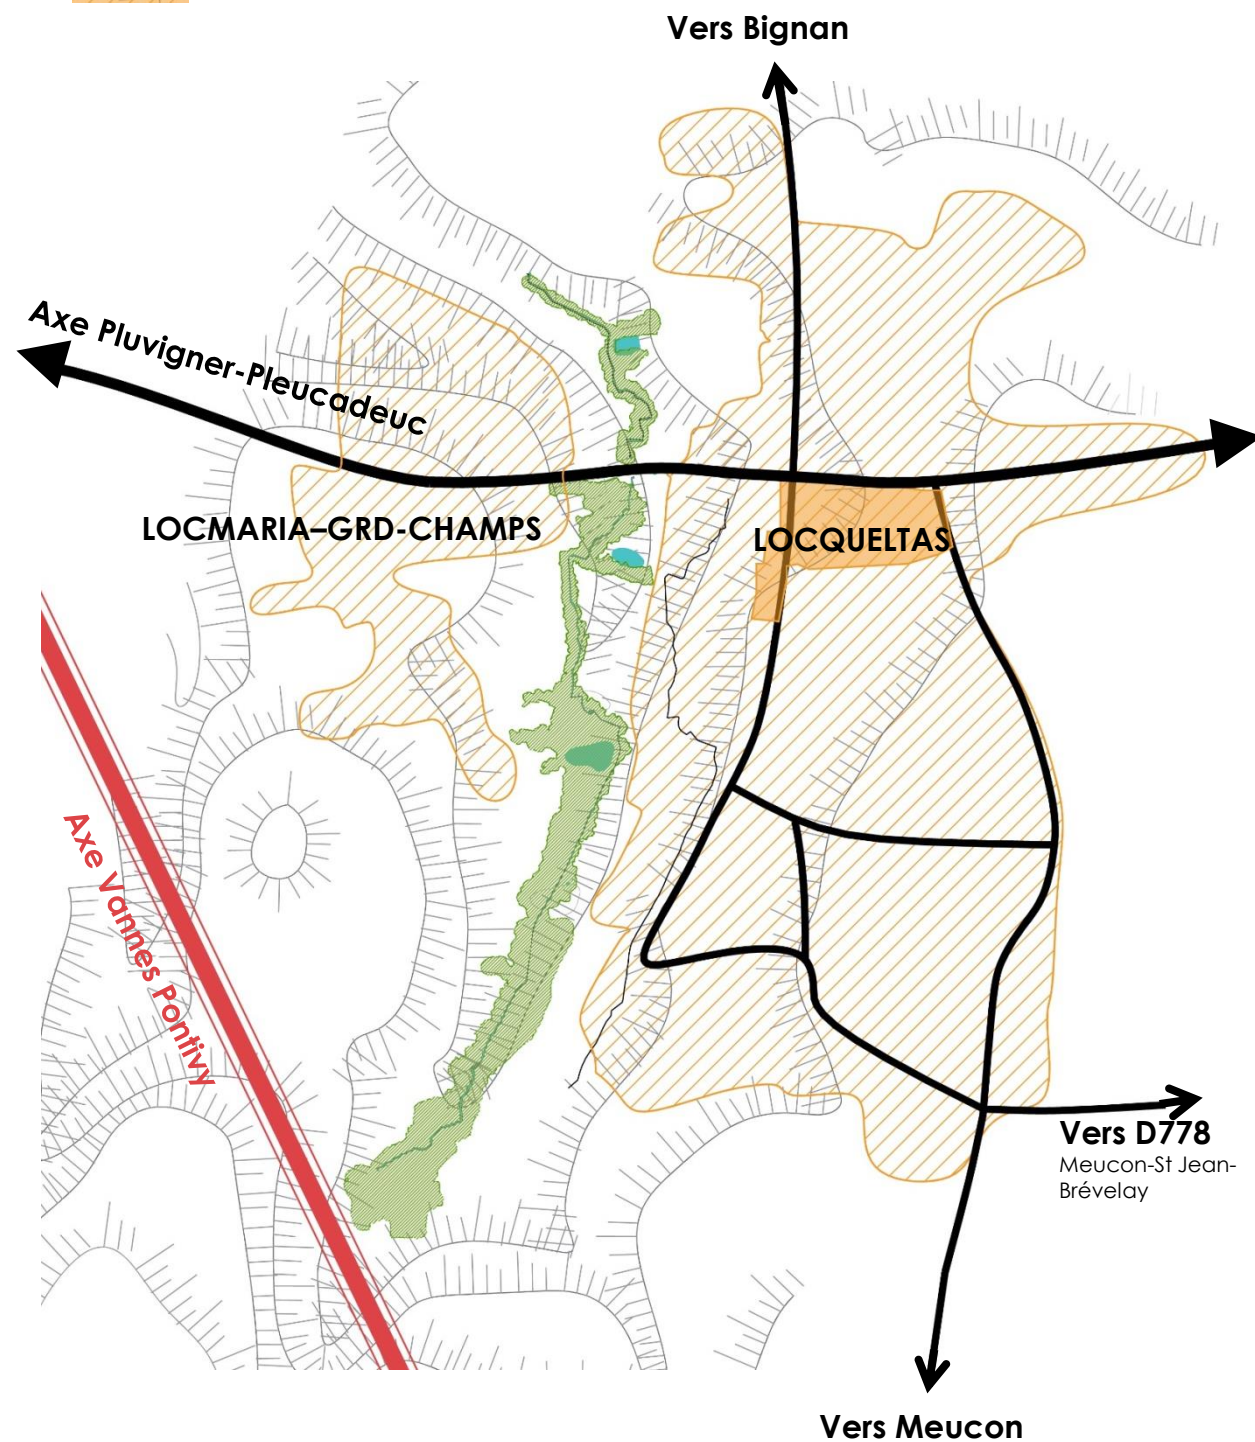 Vers Bignan
Axe Pluvigner-Pleucadeuc
LOCMARIA–GRD-CHAMPS
LOCQUELTAS
Axe Vannes Pontivy
Vers D778
Meucon-St Jean-
Brévelay
Vers Meucon